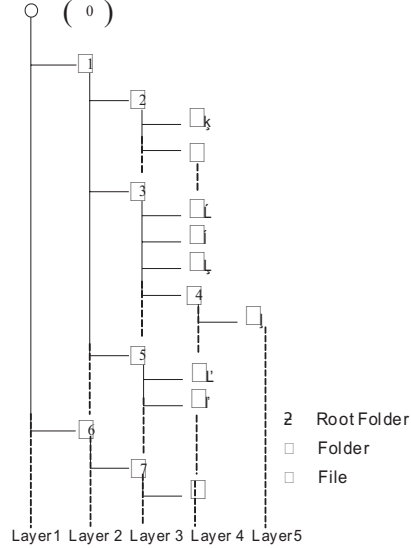 ( 0 )
1
2
ķ
3
Ĺ
ĺ
Ļ
4
ļ
5
Ľ
ľ
6
7
2 Root Folder
Folder
File
Layer1 Layer 2 Layer 3 Layer 4 Layer5